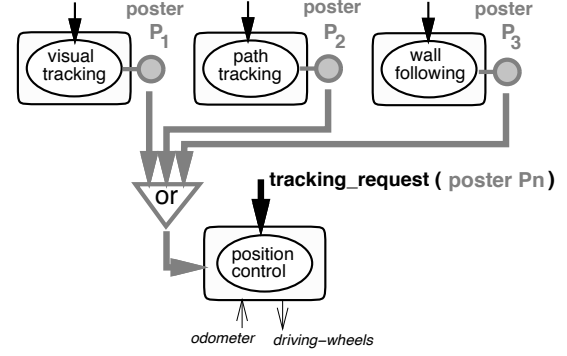 poster
P1
poster
P2
poster
P3
visual
tracking
path
tracking
wall
following
tracking_request ( poster Pn )
or
position
control
odometer
driving-wheels